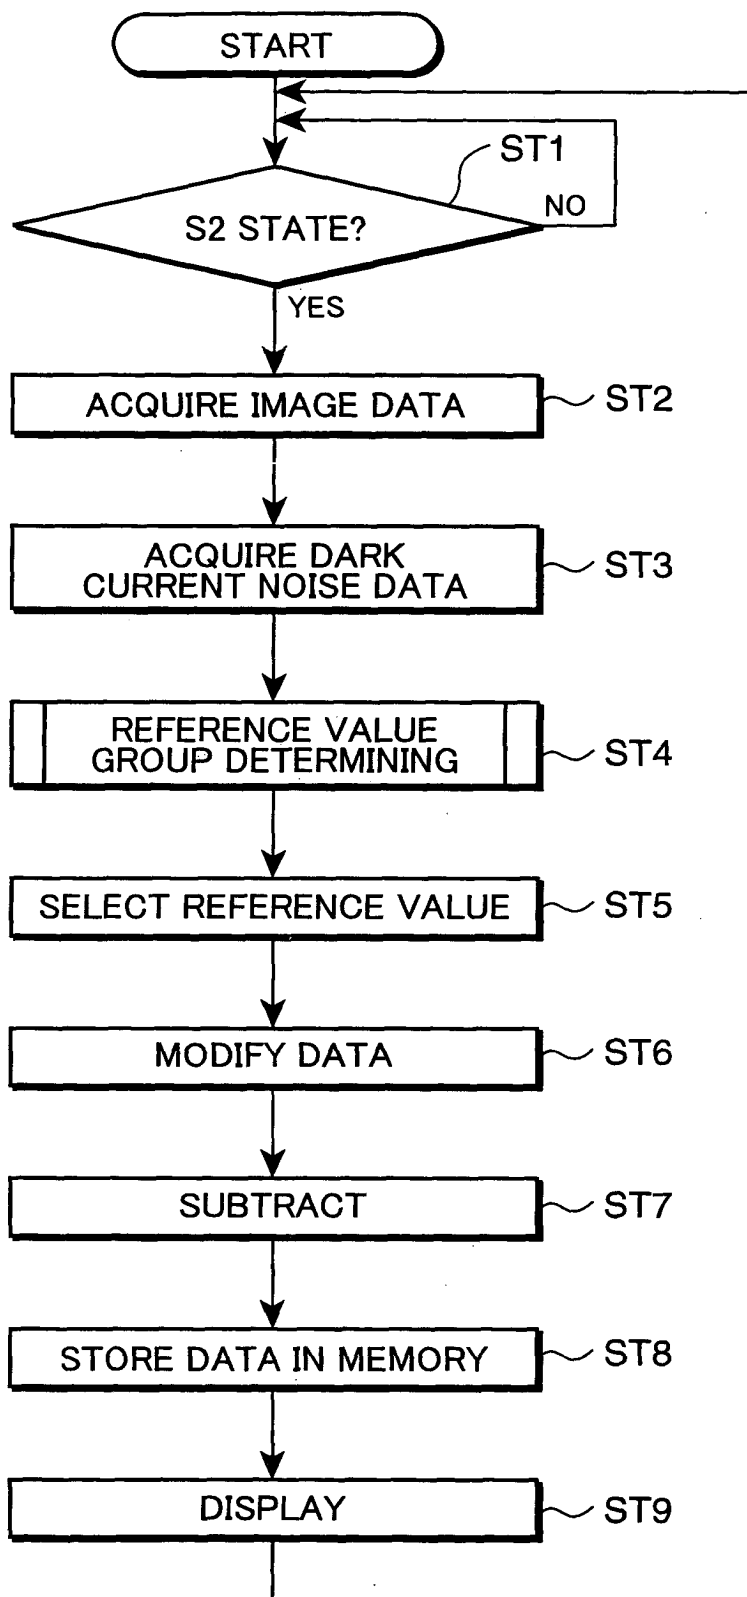 START
ST1
S2 STATE?
NO
YES
ACQUIRE IMAGE DATA
ST2
ACQUIRE DARK
CURRENT NOISE DATA
ST3
REFERENCE VALUE
GROUP DETERMINING
ST4
SELECT REFERENCE VALUE
ST5
MODIFY DATA
ST6
SUBTRACT
ST7
STORE DATA IN MEMORY
ST8
DISPLAY
ST9